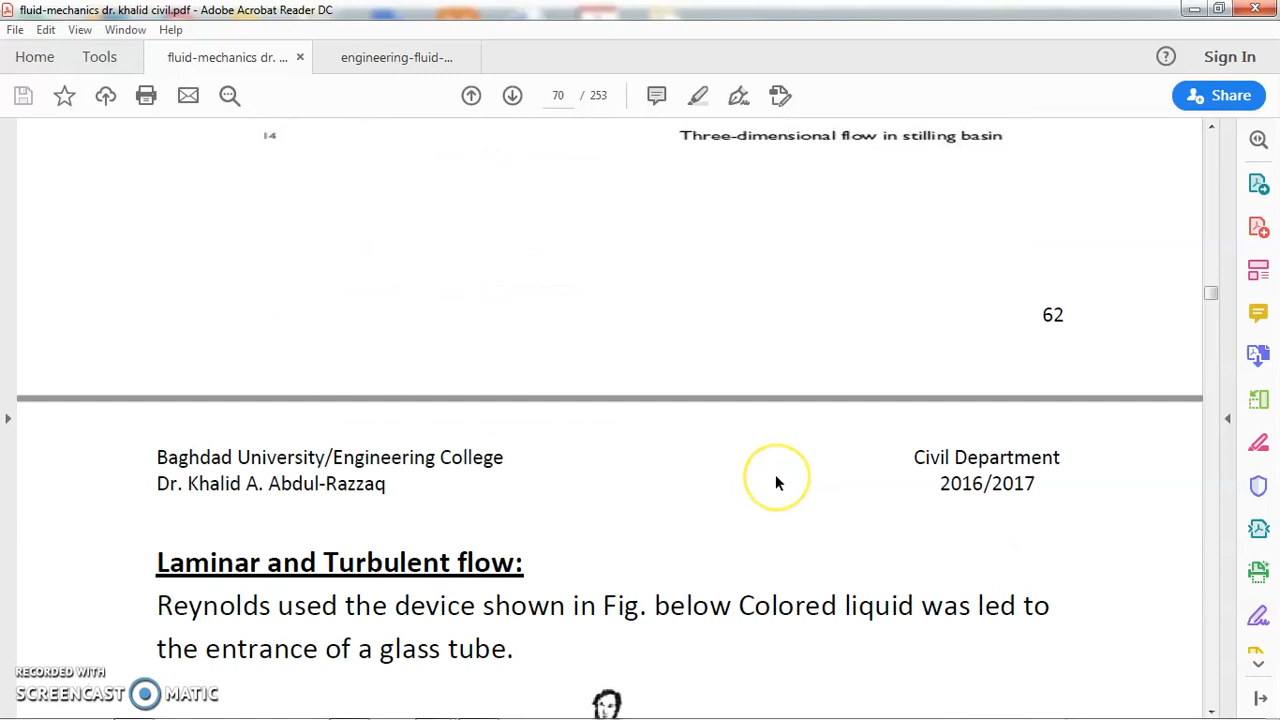 fluid-mechanics dr. khalid civil.pdf - Adobe Acrobat Reader DC
File Edit View Window Help
Home Tools fluid-mechanics dr. ... × engineering-fluid-... Sign In
70 / 253 Share
14 Three-dimensional flow in stilling basin
62
Baghdad University/Engineering College Civil Department
Dr. Khalid A. Abdul-Razzaq 2016/2017
Laminar and Turbulent flow:
Reynolds used the device shown in Fig. below Colored liquid was led to
the entrance of a glass tube.
RECORDED WITH
SCREENCAST MATIC